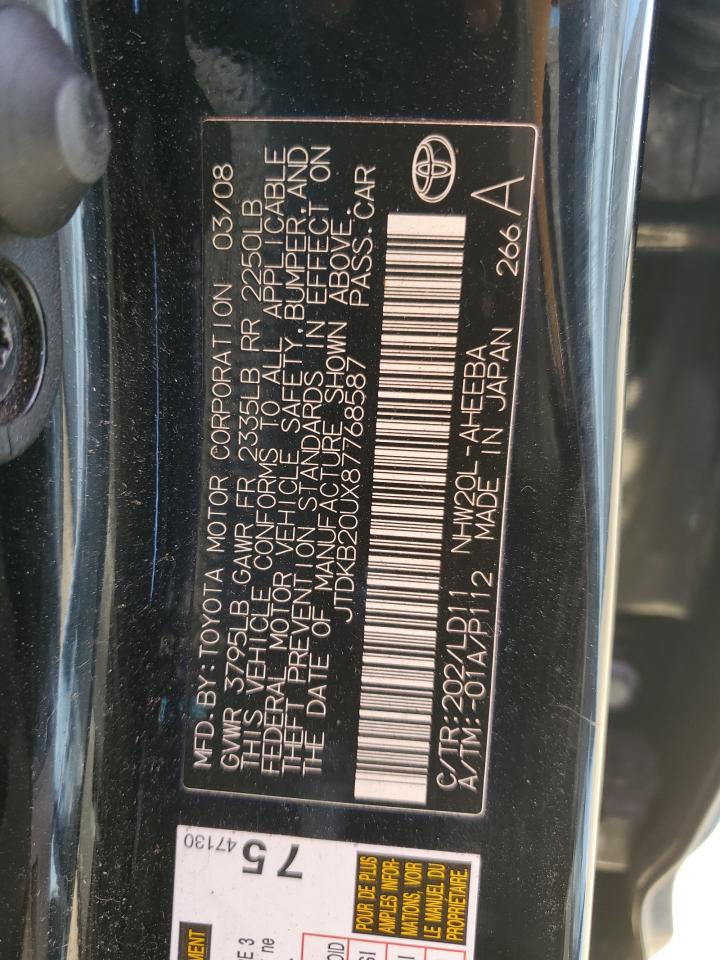 MFD. BY: TOYOTA MOTOR CORPORATION 03/08
GVWR 3795LB GAWR FR 2335LB RR 2250LB
THIS VEHICLE CONFORMS TO ALL APPLICABLE
FEDERAL MOTOR VEHICLE SAFETY, BUMPER, AND
THEFT PREVENTION STANDARDS IN EFFECT ON
THE DATE OF MANUFACTURE SHOWN ABOVE.
JTDKB20UX87768587 PASS. CAR
C/TR:202/LD11 NHW20L-AHEEBA 266 A
A/TM:-01A/P112 MADE IN JAPAN
47130
75
POUR DE PLUS
AMPLES INFOR-
MATIONS, VOIR
LE MANUEL DU
PROPRIETAIRE.